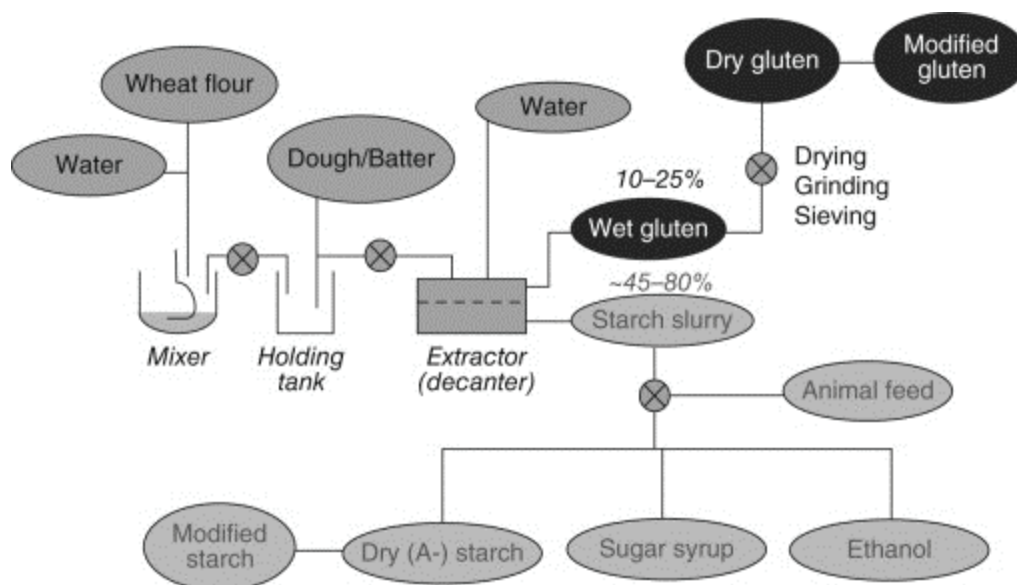 Wheat flour
Water
Dough/Batter
Water
Dry gluten
Modified
gluten
Drying
Grinding
Sieving
10–25%
Wet gluten
~45–80%
Starch slurry
Mixer
Holding
tank
Extractor
(decanter)
Animal feed
Modified
starch
Dry (A-) starch
Sugar syrup
Ethanol